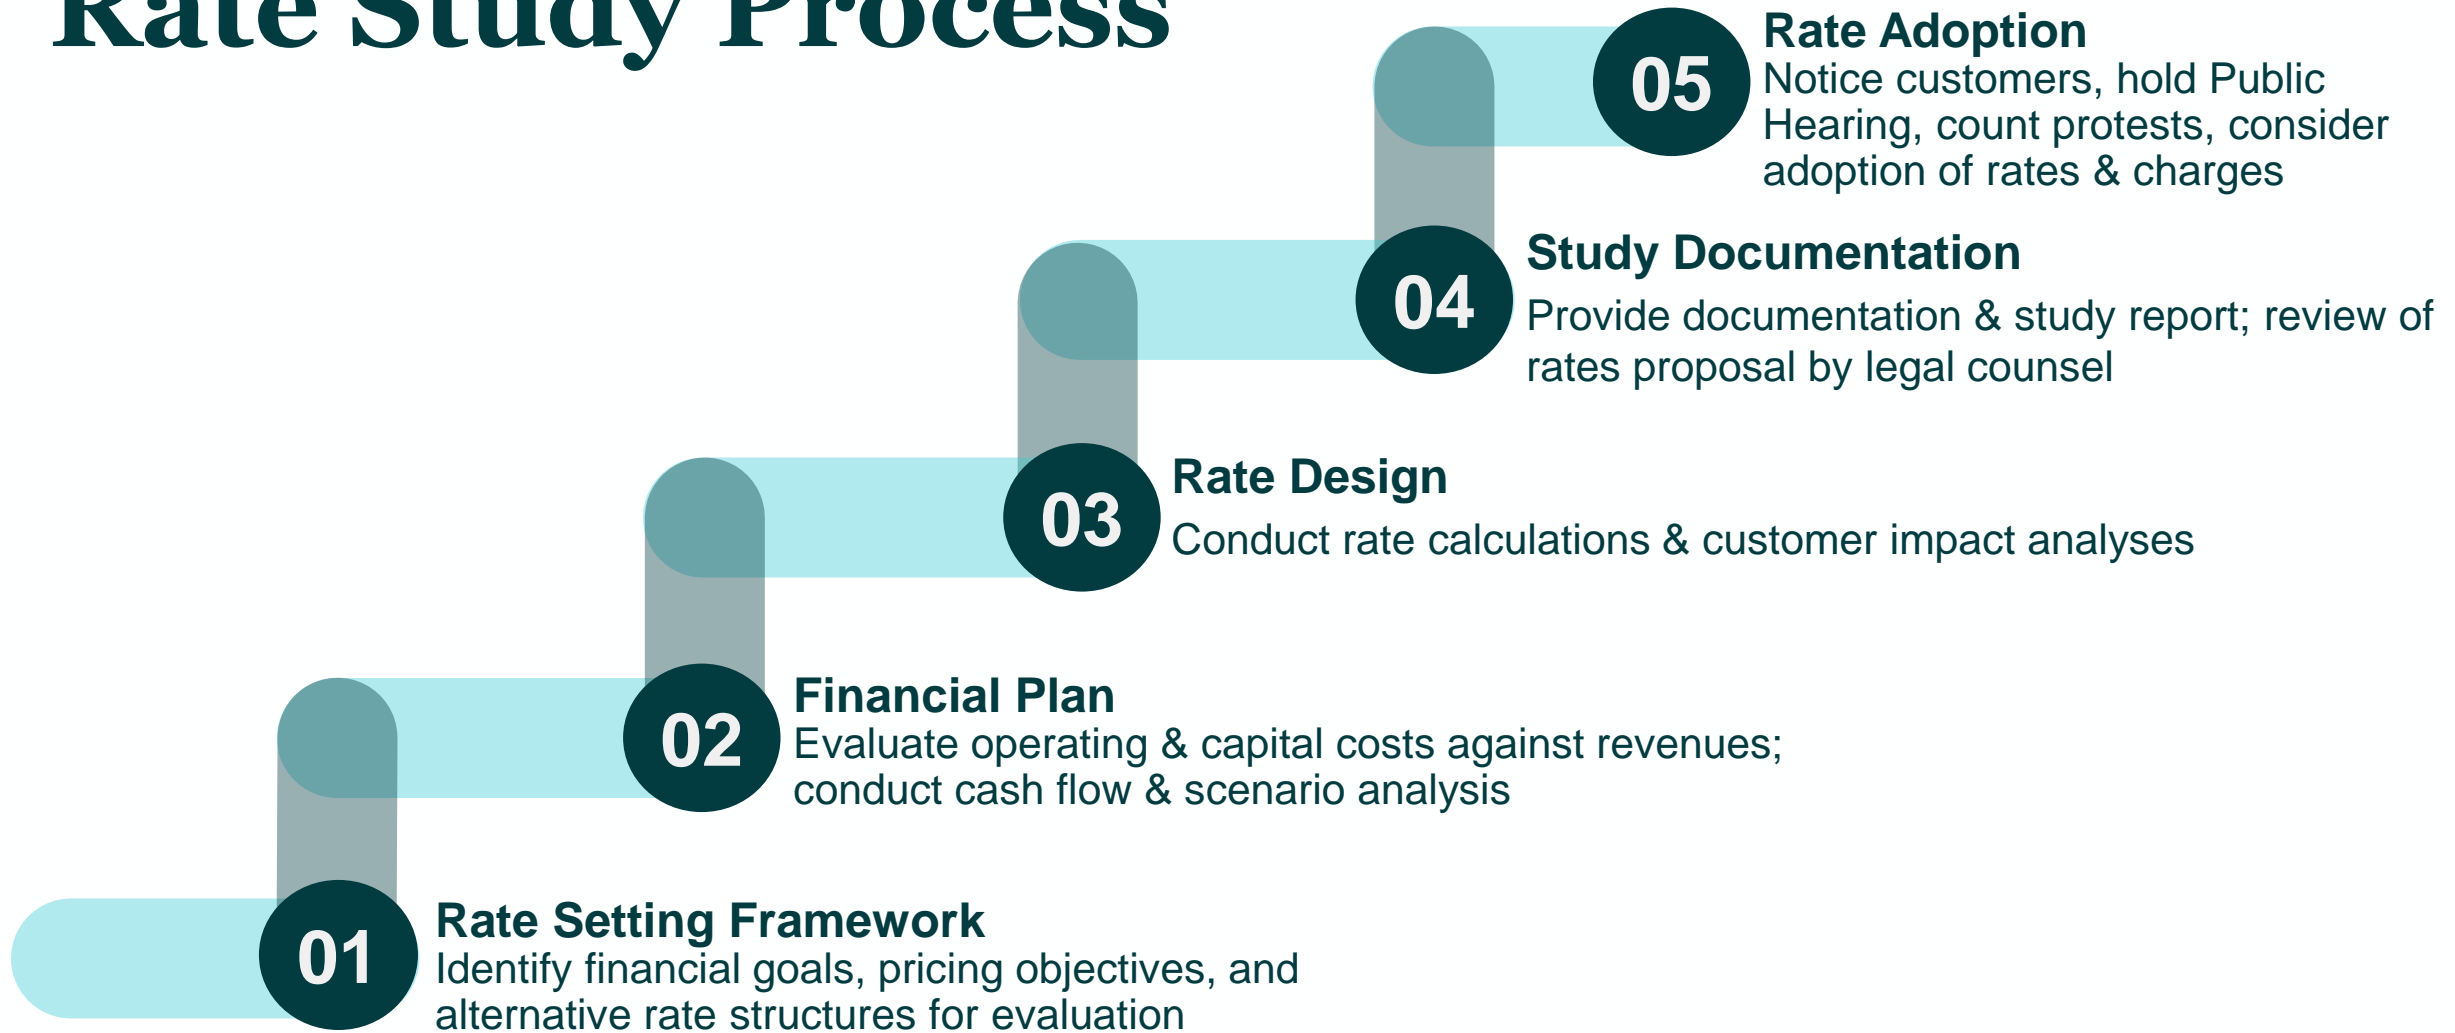 Rate Study Process
05
Rate Adoption
Notice customers, hold Public
Hearing, count protests, consider
adoption of rates & charges
04
Study Documentation
Provide documentation & study report; review of
rates proposal by legal counsel
03
Rate Design
Conduct rate calculations & customer impact analyses
02
Financial Plan
Evaluate operating & capital costs against revenues;
conduct cash flow & scenario analysis
01
Rate Setting Framework
Identify financial goals, pricing objectives, and
alternative rate structures for evaluation